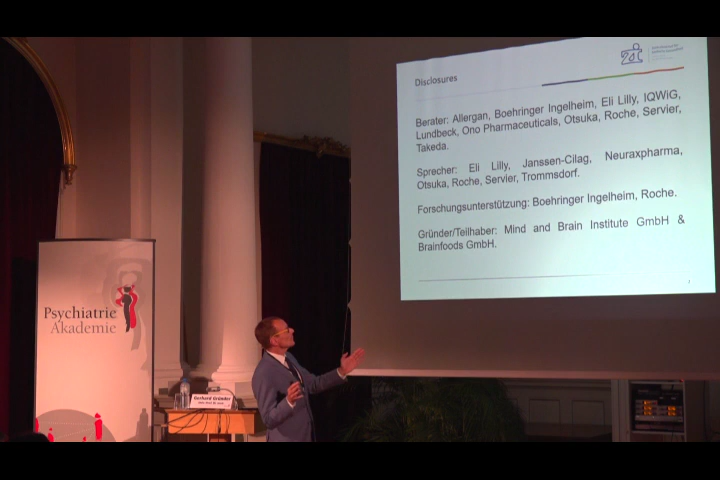 Disclosures
Berater: Allergan, Boehringer Ingelheim, Eli Lilly, IQWiG,
Lundbeck, Ono Pharmaceuticals, Otsuka, Roche, Servier,
Takeda.
Sprecher: Eli Lilly, Janssen-Cilag, Neuraxpharma,
Otsuka, Roche, Servier, Trommsdorf.
Forschungsunterstützung: Boehringer Ingelheim, Roche.
Gründer/Teilhaber: Mind and Brain Institute GmbH &
Brainfoods GmbH.
Psychiatrie
Akademie
Gerhard Gründer